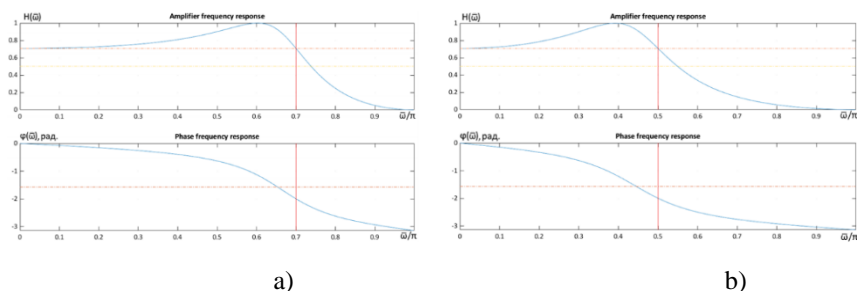 H(ω̅)
Amplifier frequency response
1
0.8
0.6
0.4
0.2
0
0 0.1 0.2 0.3 0.4 0.5 0.6 0.7 0.8 0.9 ω̅/π
φ(ω̅), рад.
Phase frequency response
0
-1
-2
-3
0 0.1 0.2 0.3 0.4 0.5 0.6 0.7 0.8 0.9 ω̅/π
a)
H(ω̅)
Amplifier frequency response
1
0.8
0.6
0.4
0.2
0
0 0.1 0.2 0.3 0.4 0.5 0.6 0.7 0.8 0.9 ω̅/π
φ(ω̅), рад.
Phase frequency response
0
-1
-2
-3
0 0.1 0.2 0.3 0.4 0.5 0.6 0.7 0.8 0.9 ω̅/π
b)